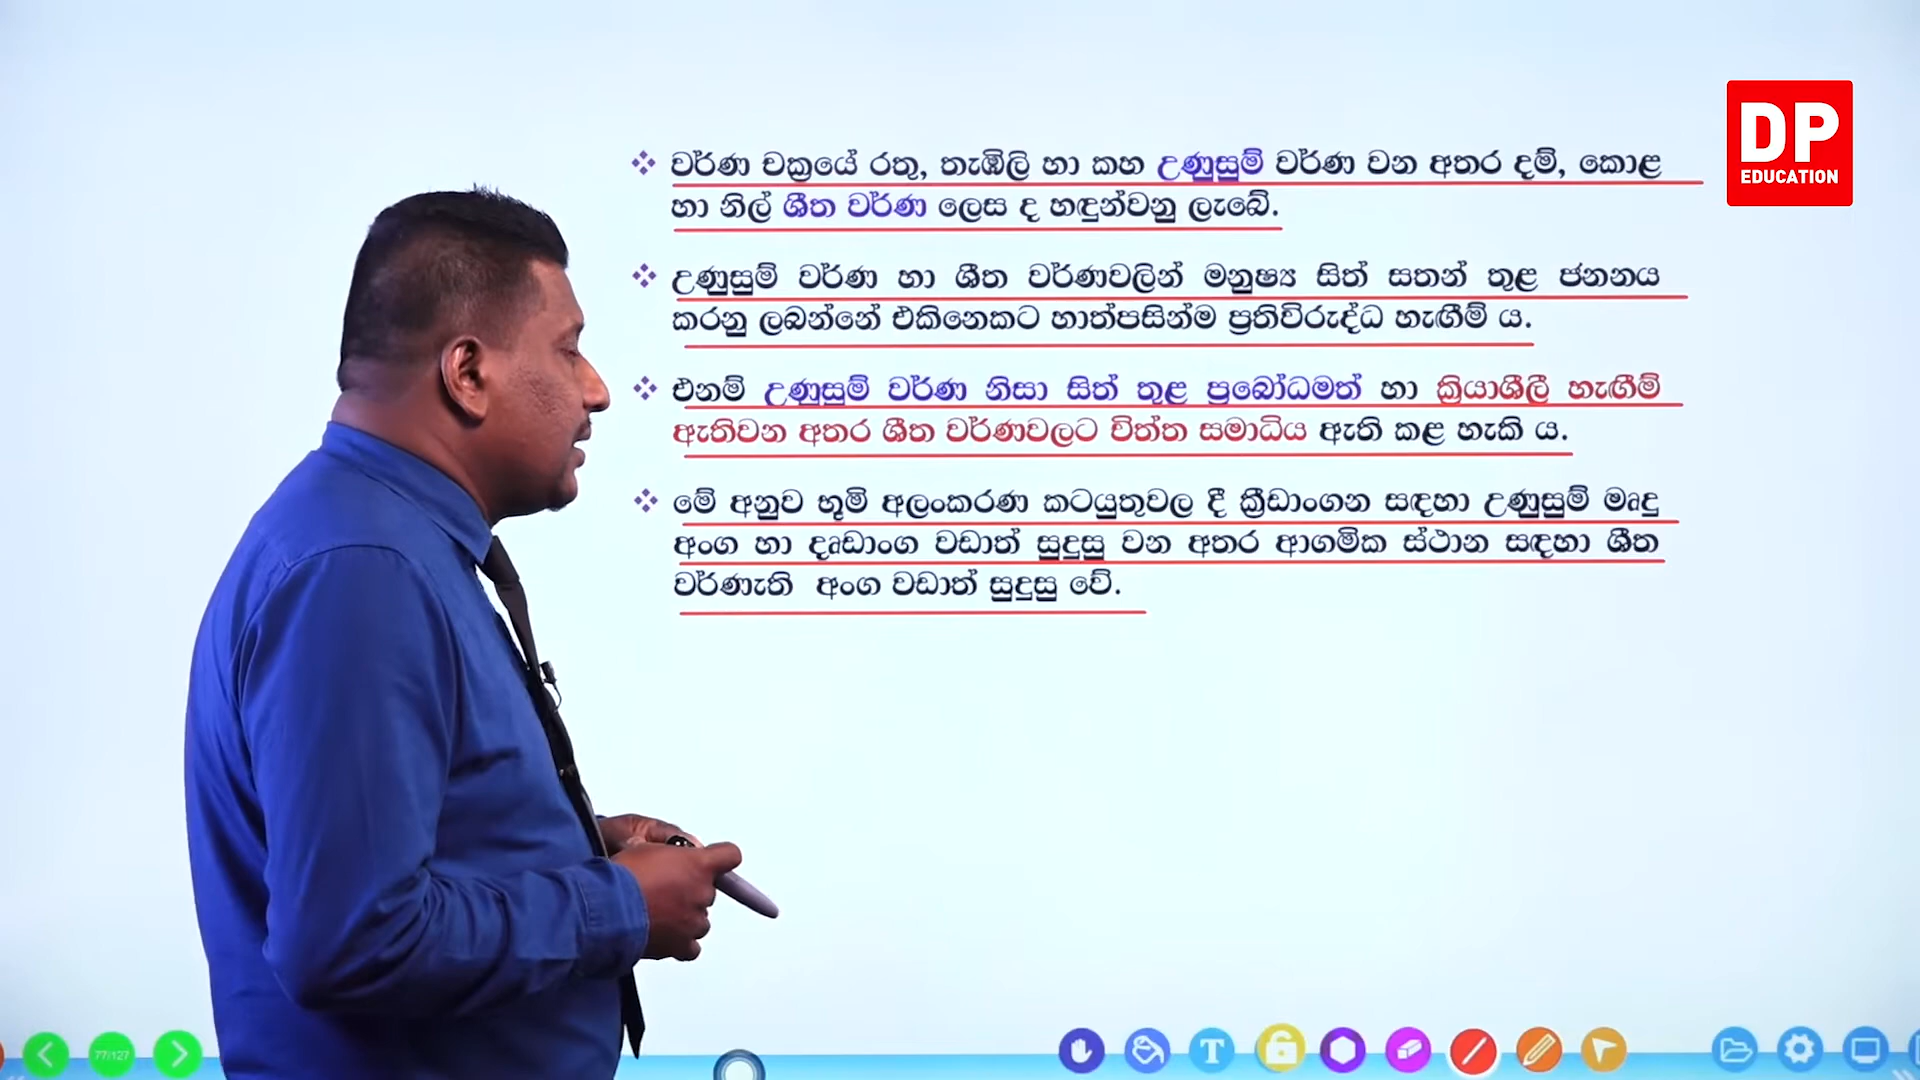 DP
EDUCATION
❖ වර්ණ චක්‍රයේ රතු, තැඹිලි හා කහ උණුසුම් වර්ණ වන අතර දම්, කොළ
හා නිල් ශීත වර්ණ ලෙස ද හඳුන්වනු ලැබේ.
❖ උණුසුම් වර්ණ හා ශීත වර්ණවලින් මනුෂ්‍ය සිත් සතන් තුළ ජනනය
කරනු ලබන්නේ එකිනෙකට හාත්පසින්ම ප්‍රතිවිරුද්ධ හැඟීම් ය.
❖ එනම් උණුසුම් වර්ණ නිසා සිත් තුළ ප්‍රබෝධමත් හා ක්‍රියාශීලී හැඟීම්
ඇතිවන අතර ශීත වර්ණවලට චිත්ත සමාධිය ඇති කළ හැකි ය.
❖ මේ අනුව භූමි අලංකරණ කටයුතුවල දී ක්‍රීඩාංගන සඳහා උණුසුම් මෘදු
අංග හා දෘඩාංග වඩාත් සුදුසු වන අතර ආගමික ස්ථාන සඳහා ශීත
වර්ණැති අංග වඩාත් සුදුසු වේ.
77/127
T